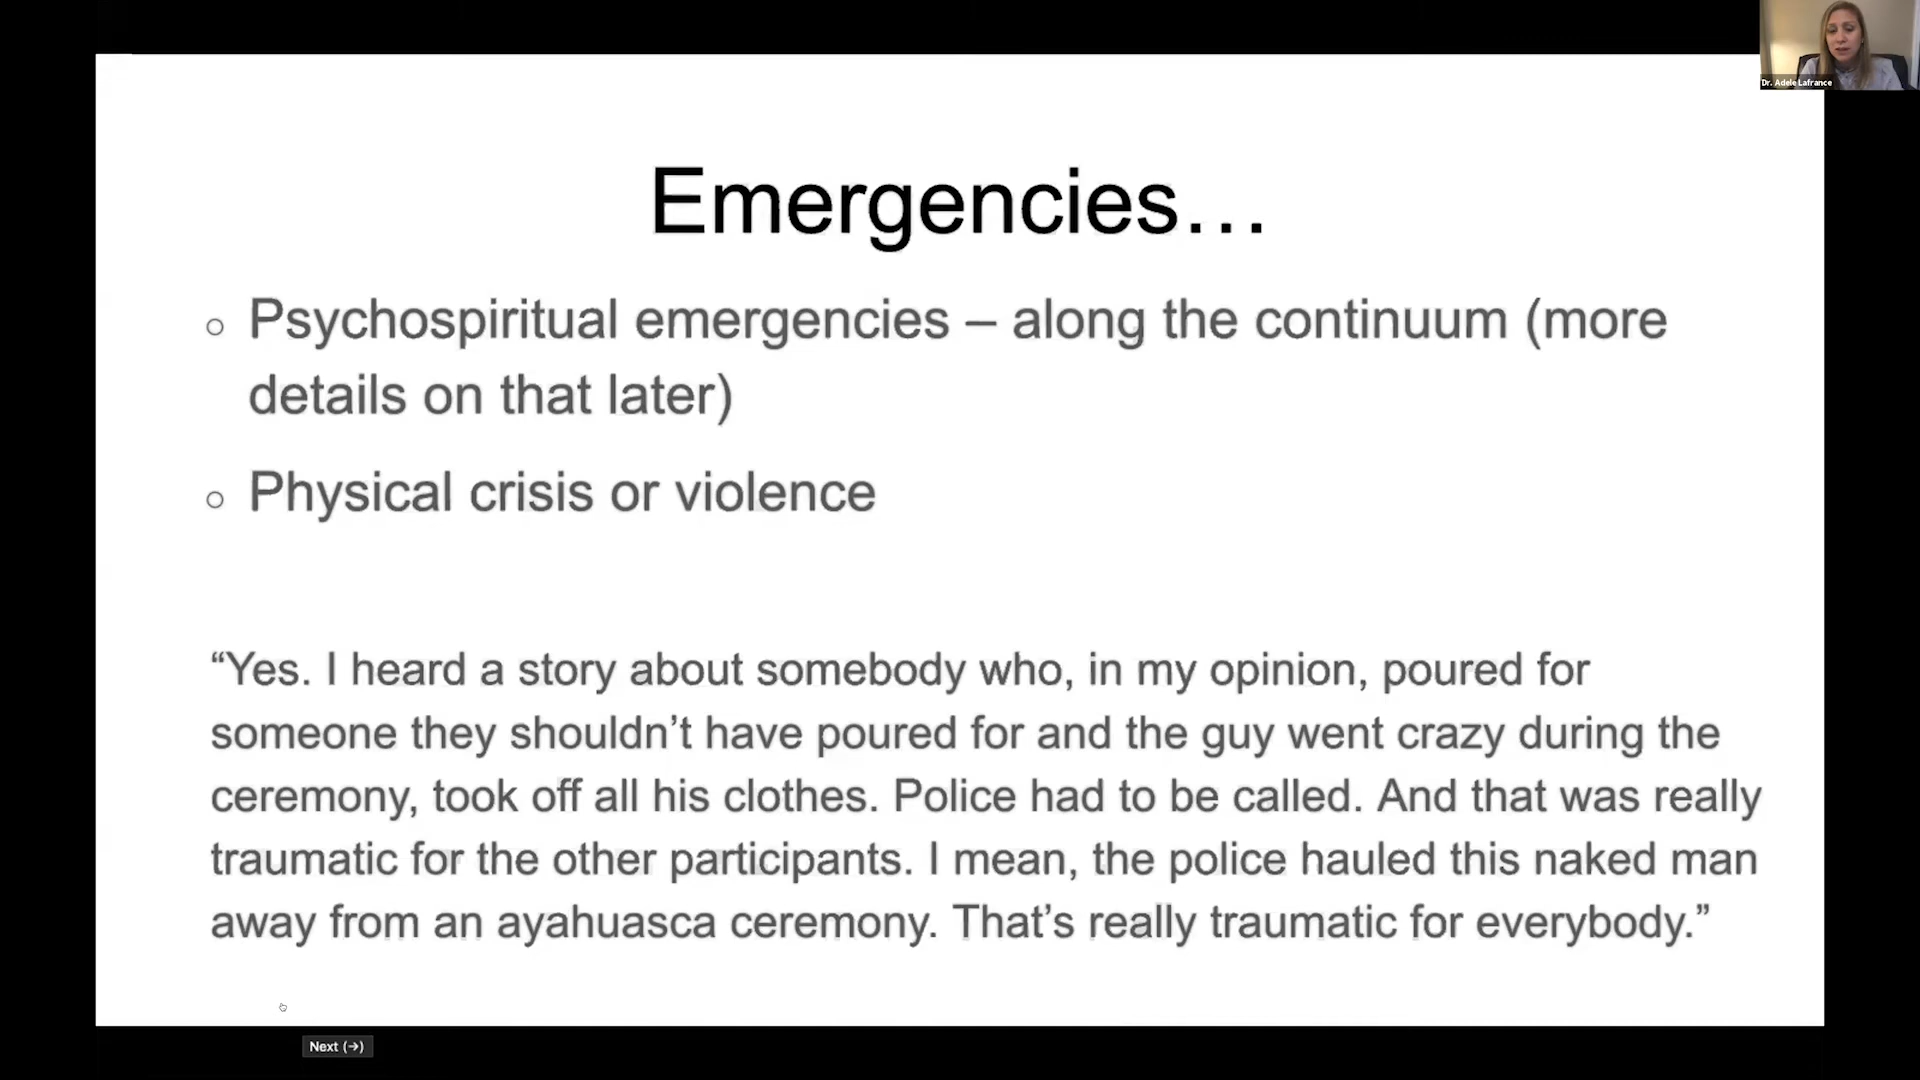 Dr. Adele Lafrance
Emergencies…
○ Psychospiritual emergencies – along the continuum (more
details on that later)
○ Physical crisis or violence
“Yes. I heard a story about somebody who, in my opinion, poured for
someone they shouldn’t have poured for and the guy went crazy during the
ceremony, took off all his clothes. Police had to be called. And that was really
traumatic for the other participants. I mean, the police hauled this naked man
away from an ayahuasca ceremony. That’s really traumatic for everybody.”
Next (→)